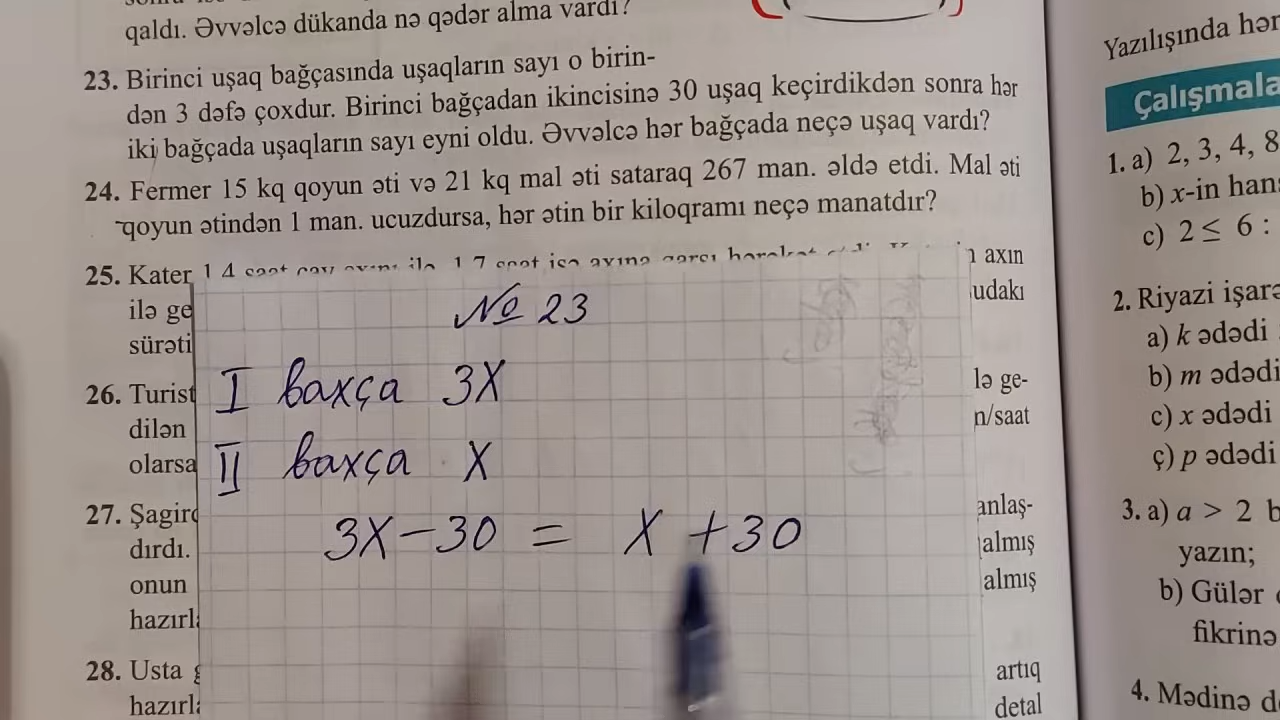 qaldı. Əvvəlcə dükanda nə qədər alma vardı?
23. Birinci uşaq bağçasında uşaqların sayı o birin-
dən 3 dəfə çoxdur. Birinci bağçadan ikincisinə 30 uşaq keçirdikdən sonra hər
iki bağçada uşaqların sayı eyni oldu. Əvvəlcə hər bağçada neçə uşaq vardı?
24. Fermer 15 kq qoyun əti və 21 kq mal əti sataraq 267 man. əldə etdi. Mal əti
qoyun ətindən 1 man. ucuzdursa, hər ətin bir kiloqramı neçə manatdır?
25. Kater axın
ilə ge udakı
sürəti
26. Turist lə ge-
dilən n/saat
olarsa
27. Şagird anlaş-
dırdı. almış
onun almış
hazırla
28. Usta artıq
hazırla detal
№ 23
I baxça 3X
II baxça X
3X-30 = X +30
Yazılışında hər
Çalışmala
1. a) 2, 3, 4, 8
b) x-in han
c) 2 ≤ 6 :
2. Riyazi işarə
a) k ədədi
b) m ədədi
c) x ədədi
ç) p ədədi
3. a) a > 2 b
yazın;
b) Gülər
fikrinə
4. Mədinə d